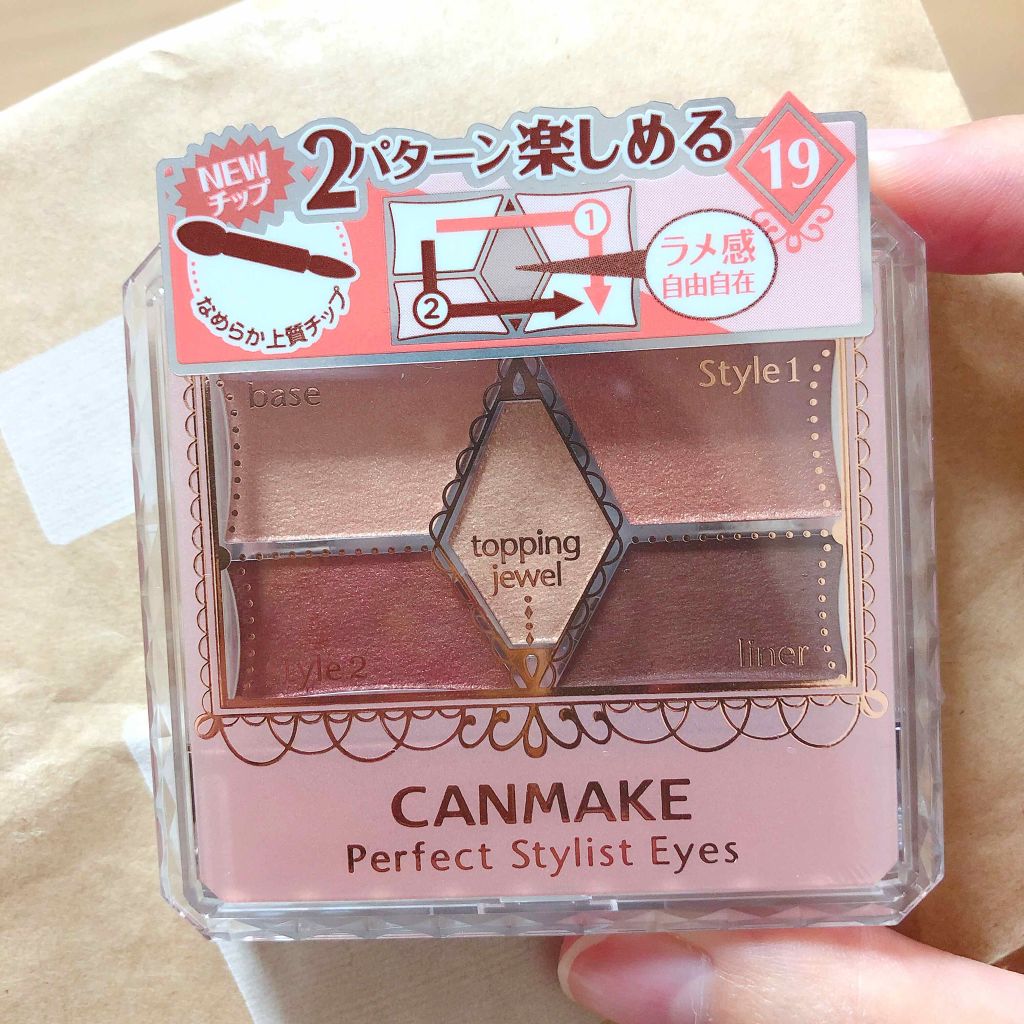 NEW
チップ
2パターン楽しめる
19
なめらか上質チップ
1
2
ラメ感
自由自在
base
Style1
topping
jewel
style2
liner
CANMAKE
Perfect Stylist Eyes